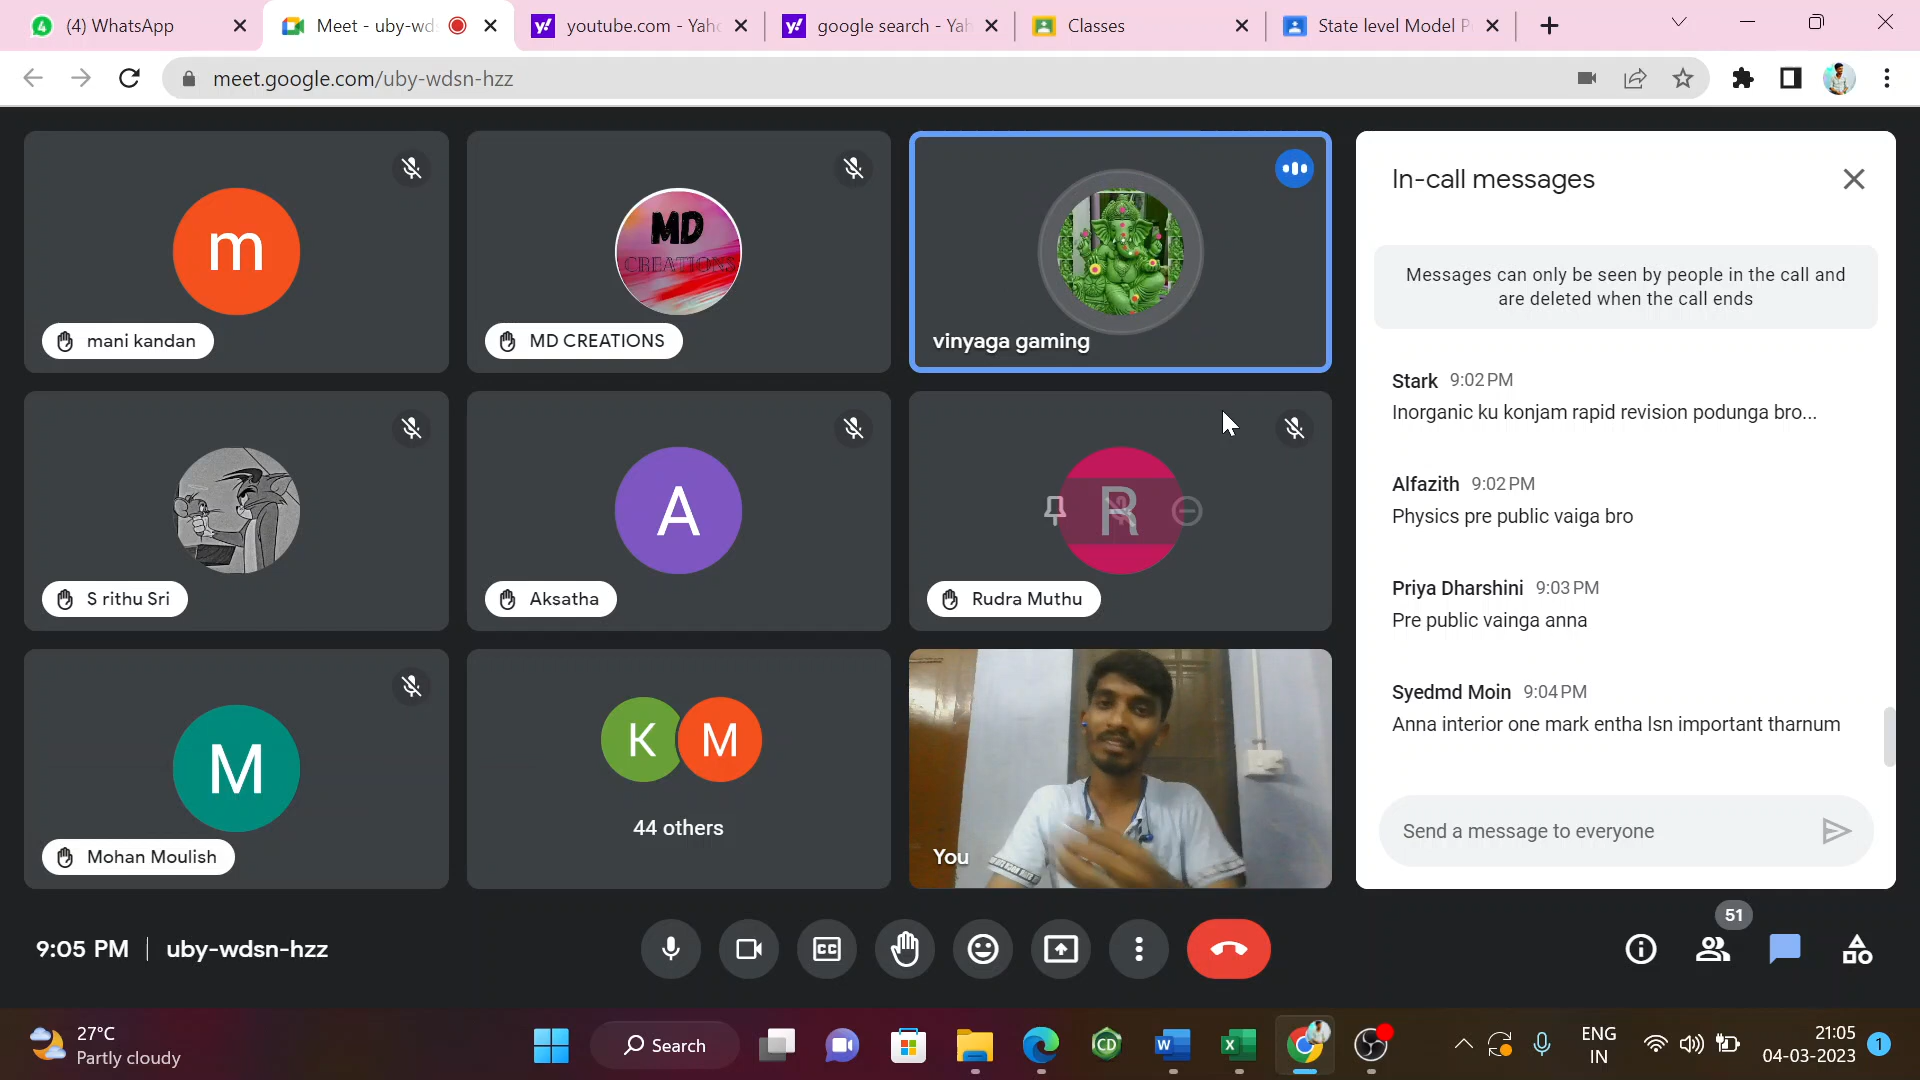 (4) WhatsApp
Meet - uby-wds
youtube.com - Yah
google search - Yah
Classes
State level Model P
meet.google.com/uby-wdsn-hzz
m
mani kandan
MD
CREATIONS
MD CREATIONS
vinyaga gaming
S rithu Sri
A
Aksatha
R
Rudra Muthu
M
Mohan Moulish
K
M
44 others
You
In-call messages
Messages can only be seen by people in the call and
are deleted when the call ends
Stark 9:02 PM
Inorganic ku konjam rapid revision podunga bro...
Alfazith 9:02 PM
Physics pre public vaiga bro
Priya Dharshini 9:03 PM
Pre public vainga anna
Syedmd Moin 9:04 PM
Anna interior one mark entha lsn important tharnum
Send a message to everyone
9:05 PM | uby-wdsn-hzz
CC
51
27°C
Partly cloudy
Search
CD
W
X
ENG
IN
21:05
04-03-2023
1